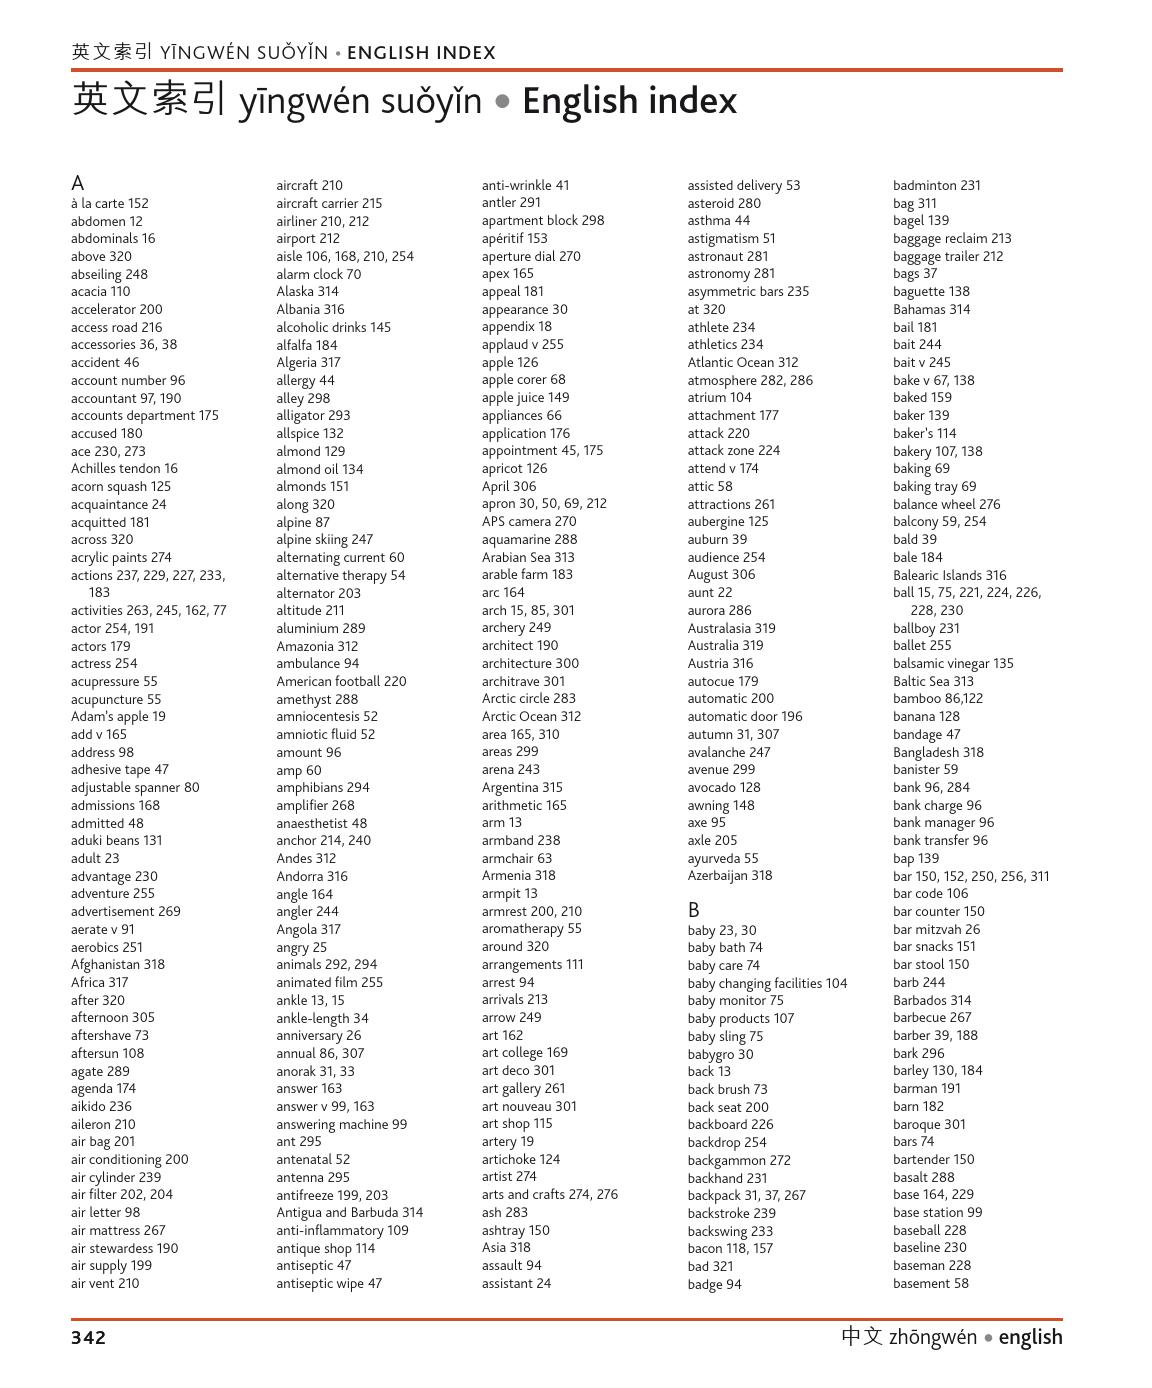 英文索引 YĪNGWÉN SUǑYǏN • ENGLISH INDEX
英文索引 yīngwén suǒyǐn • English index
A
à la carte 152
abdomen 12
abdominals 16
above 320
abseiling 248
acacia 110
accelerator 200
access road 216
accessories 36, 38
accident 46
account number 96
accountant 97, 190
accounts department 175
accused 180
ace 230, 273
Achilles tendon 16
acorn squash 125
acquaintance 24
acquitted 181
across 320
acrylic paints 274
actions 237, 229, 227, 233,
183
activities 263, 245, 162, 77
actor 254, 191
actors 179
actress 254
acupressure 55
acupuncture 55
Adam's apple 19
add v 165
address 98
adhesive tape 47
adjustable spanner 80
admissions 168
admitted 48
aduki beans 131
adult 23
advantage 230
adventure 255
advertisement 269
aerate v 91
aerobics 251
Afghanistan 318
Africa 317
after 320
afternoon 305
aftershave 73
aftersun 108
agate 289
agenda 174
aikido 236
aileron 210
air bag 201
air conditioning 200
air cylinder 239
air filter 202, 204
air letter 98
air mattress 267
air stewardess 190
air supply 199
air vent 210
aircraft 210
aircraft carrier 215
airliner 210, 212
airport 212
aisle 106, 168, 210, 254
alarm clock 70
Alaska 314
Albania 316
alcoholic drinks 145
alfalfa 184
Algeria 317
allergy 44
alley 298
alligator 293
allspice 132
almond 129
almond oil 134
almonds 151
along 320
alpine 87
alpine skiing 247
alternating current 60
alternative therapy 54
alternator 203
altitude 211
aluminium 289
Amazonia 312
ambulance 94
American football 220
amethyst 288
amniocentesis 52
amniotic fluid 52
amount 96
amp 60
amphibians 294
amplifier 268
anaesthetist 48
anchor 214, 240
Andes 312
Andorra 316
angle 164
angler 244
Angola 317
angry 25
animals 292, 294
animated film 255
ankle 13, 15
ankle-length 34
anniversary 26
annual 86, 307
anorak 31, 33
answer 163
answer v 99, 163
answering machine 99
ant 295
antenatal 52
antenna 295
antifreeze 199, 203
Antigua and Barbuda 314
anti-inflammatory 109
antique shop 114
antiseptic 47
antiseptic wipe 47
anti-wrinkle 41
antler 291
apartment block 298
apéritif 153
aperture dial 270
apex 165
appeal 181
appearance 30
appendix 18
applaud v 255
apple 126
apple corer 68
apple juice 149
appliances 66
application 176
appointment 45, 175
apricot 126
April 306
apron 30, 50, 69, 212
APS camera 270
aquamarine 288
Arabian Sea 313
arable farm 183
arc 164
arch 15, 85, 301
archery 249
architect 190
architecture 300
architrave 301
Arctic circle 283
Arctic Ocean 312
area 165, 310
areas 299
arena 243
Argentina 315
arithmetic 165
arm 13
armband 238
armchair 63
Armenia 318
armpit 13
armrest 200, 210
aromatherapy 55
around 320
arrangements 111
arrest 94
arrivals 213
arrow 249
art 162
art college 169
art deco 301
art gallery 261
art nouveau 301
art shop 115
artery 19
artichoke 124
artist 274
arts and crafts 274, 276
ash 283
ashtray 150
Asia 318
assault 94
assistant 24
assisted delivery 53
asteroid 280
asthma 44
astigmatism 51
astronaut 281
astronomy 281
asymmetric bars 235
at 320
athlete 234
athletics 234
Atlantic Ocean 312
atmosphere 282, 286
atrium 104
attachment 177
attack 220
attack zone 224
attend v 174
attic 58
attractions 261
aubergine 125
auburn 39
audience 254
August 306
aunt 22
aurora 286
Australasia 319
Australia 319
Austria 316
autocue 179
automatic 200
automatic door 196
autumn 31, 307
avalanche 247
avenue 299
avocado 128
awning 148
axe 95
axle 205
ayurveda 55
Azerbaijan 318
B
baby 23, 30
baby bath 74
baby care 74
baby changing facilities 104
baby monitor 75
baby products 107
baby sling 75
babygro 30
back 13
back brush 73
back seat 200
backboard 226
backdrop 254
backgammon 272
backhand 231
backpack 31, 37, 267
backstroke 239
backswing 233
bacon 118, 157
bad 321
badge 94
badminton 231
bag 311
bagel 139
baggage reclaim 213
baggage trailer 212
bags 37
baguette 138
Bahamas 314
bail 181
bait 244
bait v 245
bake v 67, 138
baked 159
baker 139
baker's 114
bakery 107, 138
baking 69
baking tray 69
balance wheel 276
balcony 59, 254
bald 39
bale 184
Balearic Islands 316
ball 15, 75, 221, 224, 226,
228, 230
ballboy 231
ballet 255
balsamic vinegar 135
Baltic Sea 313
bamboo 86,122
banana 128
bandage 47
Bangladesh 318
banister 59
bank 96, 284
bank charge 96
bank manager 96
bank transfer 96
bap 139
bar 150, 152, 250, 256, 311
bar code 106
bar counter 150
bar mitzvah 26
bar snacks 151
bar stool 150
barb 244
Barbados 314
barbecue 267
barber 39, 188
bark 296
barley 130, 184
barman 191
barn 182
baroque 301
bars 74
bartender 150
basalt 288
base 164, 229
base station 99
baseball 228
baseline 230
baseman 228
basement 58
342
中文 zhōngwén • english